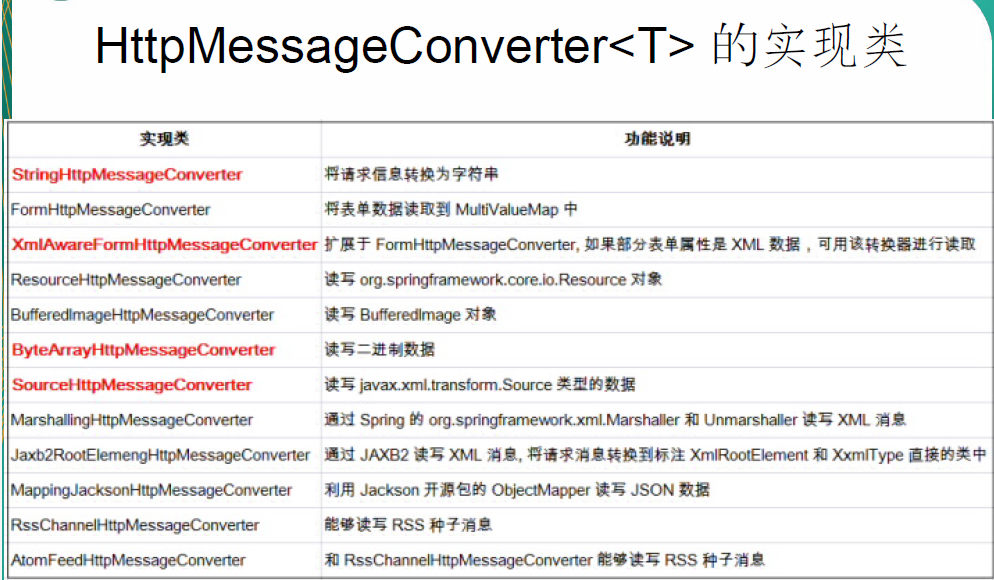 HttpMessageConverter<T> 的实现类
实现类 功能说明
StringHttpMessageConverter 将请求信息转换为字符串
FormHttpMessageConverter 将表单数据读取到 MultiValueMap 中
XmlAwareFormHttpMessageConverter 扩展于 FormHttpMessageConverter, 如果部分表单属性是 XML 数据，可用该转换器进行读取
ResourceHttpMessageConverter 读写 org.springframework.core.io.Resource 对象
BufferedImageHttpMessageConverter 读写 BufferedImage 对象
ByteArrayHttpMessageConverter 读写二进制数据
SourceHttpMessageConverter 读写 javax.xml.transform.Source 类型的数据
MarshallingHttpMessageConverter 通过 Spring 的 org.springframework.xml.Marshaller 和 Unmarshaller 读写 XML 消息
Jaxb2RootElemengHttpMessageConverter 通过 JAXB2 读写 XML 消息, 将请求消息转换到标注 XmlRootElement 和 XxmlType 直接的类中
MappingJacksonHttpMessageConverter 利用 Jackson 开源包的 ObjectMapper 读写 JSON 数据
RssChannelHttpMessageConverter 能够读写 RSS 种子消息
AtomFeedHttpMessageConverter 和 RssChannelHttpMessageConverter 能够读写 RSS 种子消息